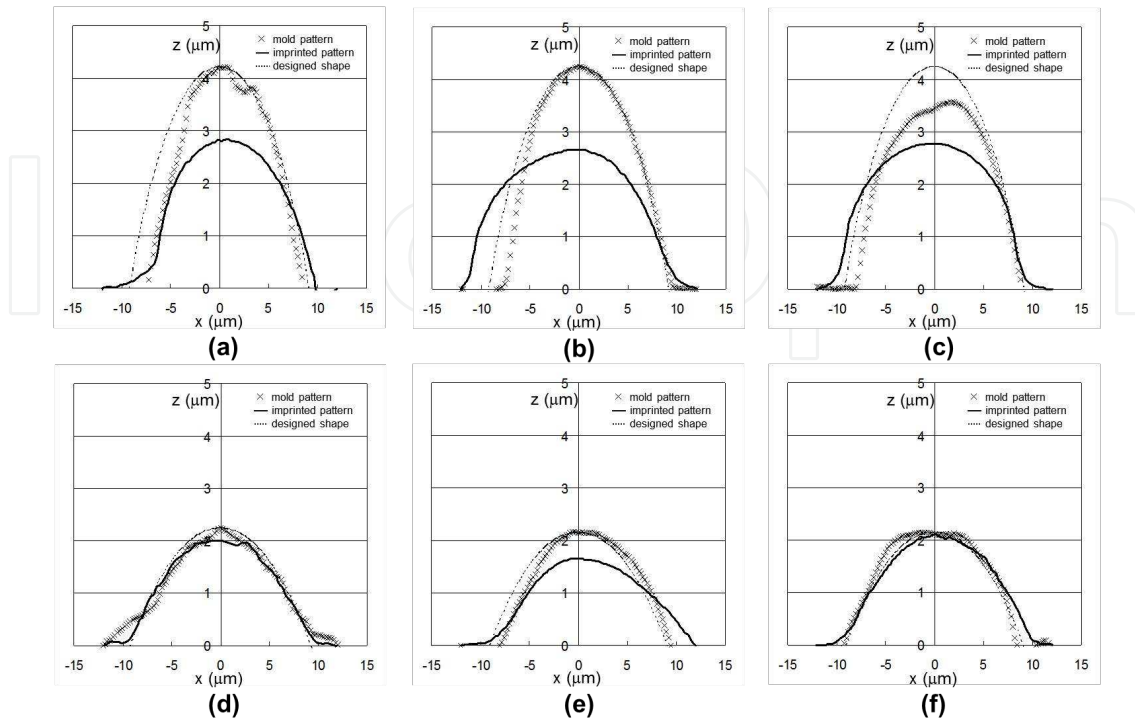 5
z (μm)
× mold pattern
— imprinted pattern
4
····· designed shape
3
2
1
0
-15 -10 -5 0 5 10 15
x (μm)
(a)
5
z (μm)
× mold pattern
— imprinted pattern
4
····· designed shape
3
2
1
0
-15 -10 -5 0 5 10 15
x (μm)
(b)
5
z (μm)
× mold pattern
— imprinted pattern
4
····· designed shape
3
2
1
0
-15 -10 -5 0 5 10 15
x (μm)
(c)
5
z (μm)
× mold pattern
— imprinted pattern
····· designed shape
4
3
2
1
0
-15 -10 -5 0 5 10 15
x (μm)
(d)
5
z (μm)
× mold pattern
— imprinted pattern
····· designed shape
4
3
2
1
0
-15 -10 -5 0 5 10 15
x (μm)
(e)
5
z (μm)
× mold pattern
— imprinted pattern
····· designed shape
4
3
2
1
0
-15 -10 -5 0 5 10 15
x (μm)
(f)